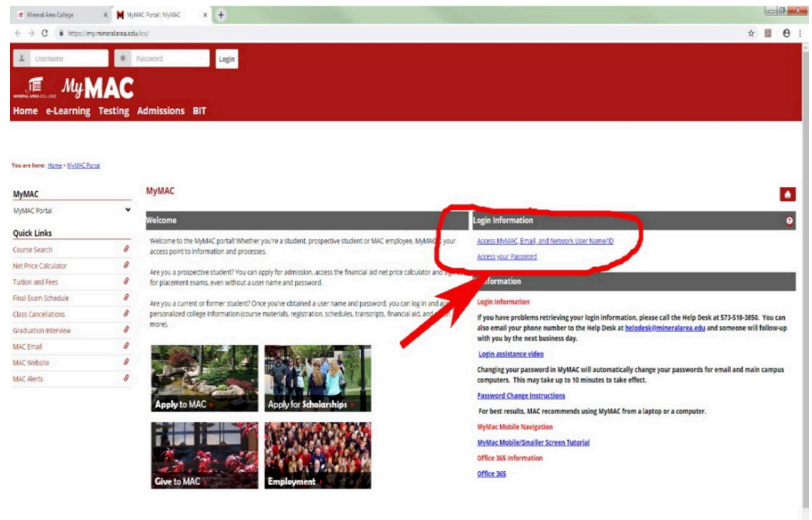 Mineral Area College
MyMAC Portal | MyMAC
https://my.mineralarea.edu/ics/
Username
Password
Login
MINERAL AREA COLLEGE
MyMAC
Home e-Learning Testing Admissions BIT
You are here: Home > MyMAC Portal
MyMAC
MyMAC Portal
Quick Links
Course Search
Net Price Calculator
Tuition and Fees
Final Exam Schedule
Class Cancellations
Graduation Interview
MAC Email
MAC Website
MAC Alerts
MyMAC
Welcome
Welcome to the MyMAC portal! Whether you're a student, prospective student or MAC employee, MyMAC is your
access point to information and processes.
Are you a prospective student? You can apply for admission, access the financial aid net price calculator and
for placement exams, even without a user name and password.
Are you a current or former student? Once you've obtained a user name and password, you can log in and
personalized college information (course materials, registration, schedules, transcripts, financial aid, and
more).
Apply to MAC
Apply for Scholarships
Give to MAC
Employment
Login Information
Access MyMAC, Email, and Network User Name/ID
Access your Password
Information
Login Information
If you have problems retrieving your login information, please call the Help Desk at 573-518-3850. You can
also email your phone number to the Help Desk at helpdesk@mineralarea.edu and someone will follow-up
with you by the next business day.
Login assistance video
Changing your password in MyMAC will automatically change your passwords for email and main campus
computers. This may take up to 10 minutes to take effect.
Password Change Instructions
For best results, MAC recommends using MyMAC from a laptop or a computer.
MyMac Mobile Navigation
MyMac Mobile/Smaller Screen Tutorial
Office 365 Information
Office 365